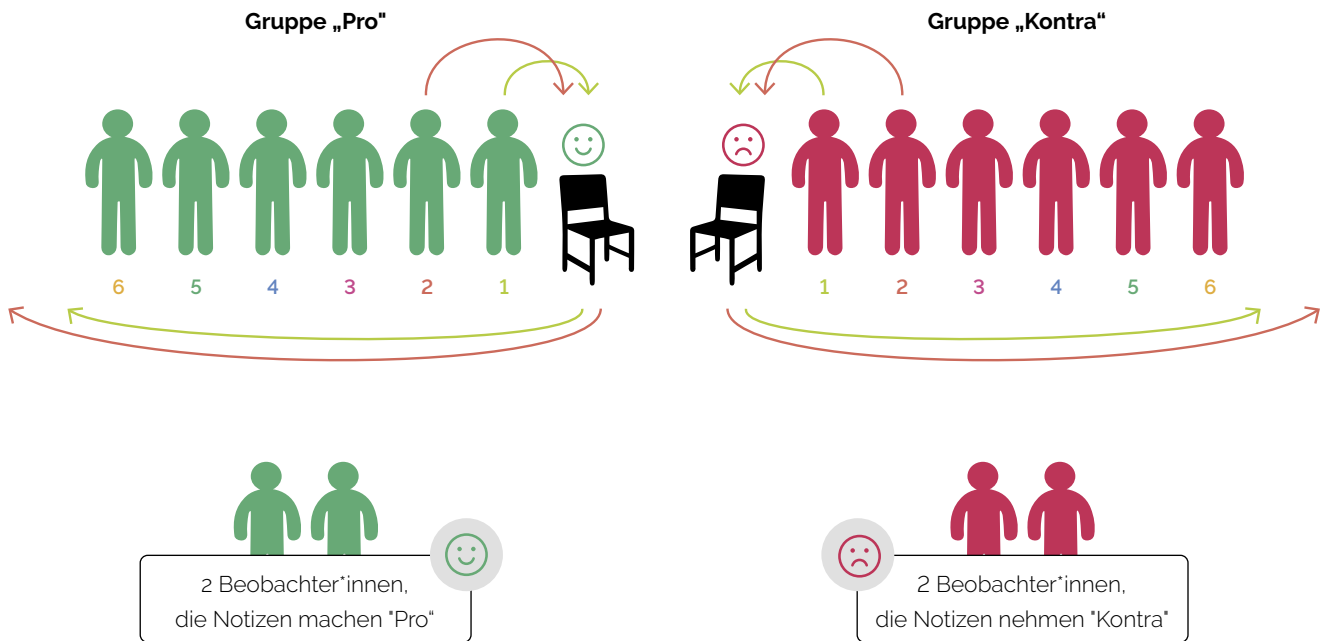 Gruppe „Pro"
Gruppe „Kontra“
6 5 4 3 2 1
1 2 3 4 5 6
2 Beobachter*innen,
die Notizen machen "Pro“
2 Beobachter*innen,
die Notizen nehmen "Kontra"